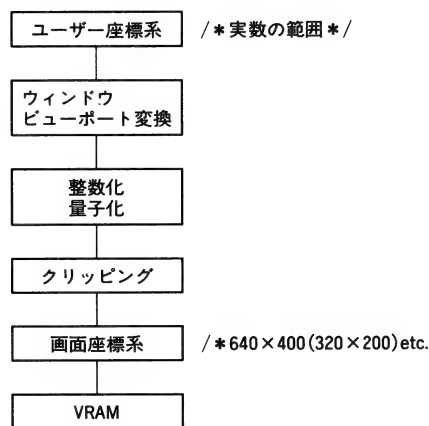 ユーザー座標系 /*実数の範囲*/
ウィンドウ
ビューポート変換
整数化
量子化
クリッピング
画面座標系 /*640×400(320×200)etc.
VRAM